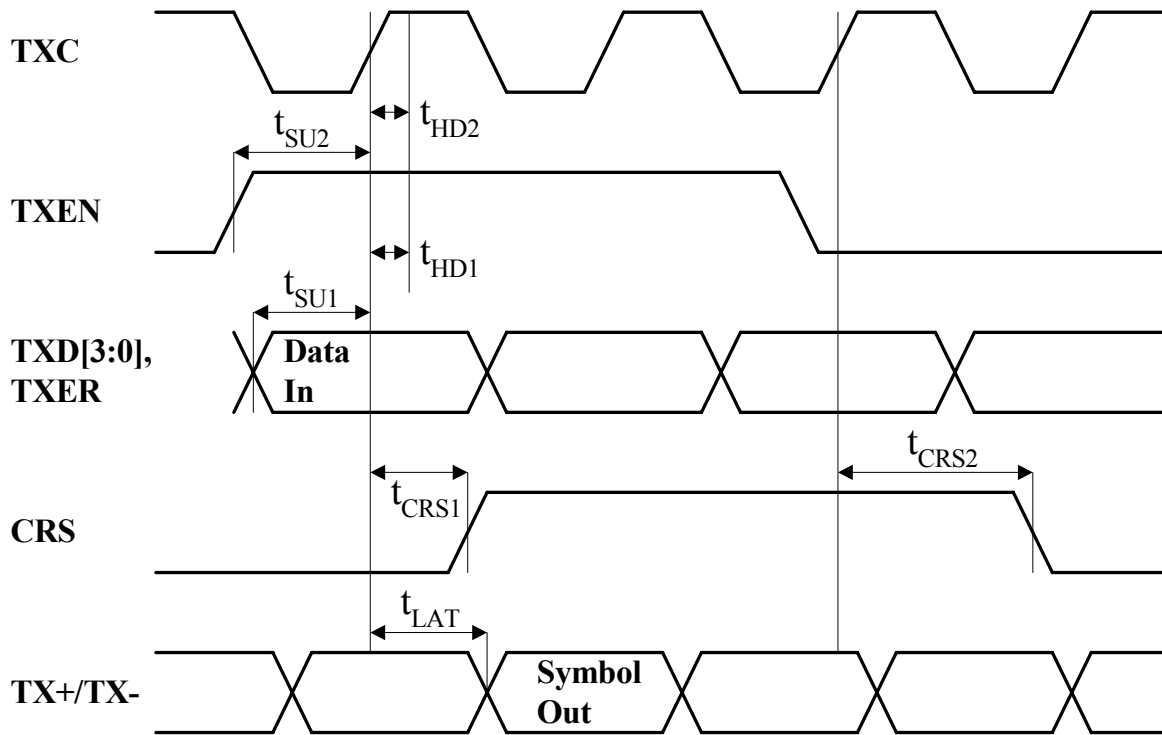 TXC
tHD2
tSU2
TXEN
tHD1
tSU1
TXD[3:0],
TXER
Data
In
tCRS2
tCRS1
CRS
tLAT
TX+/TX-
Symbol
Out